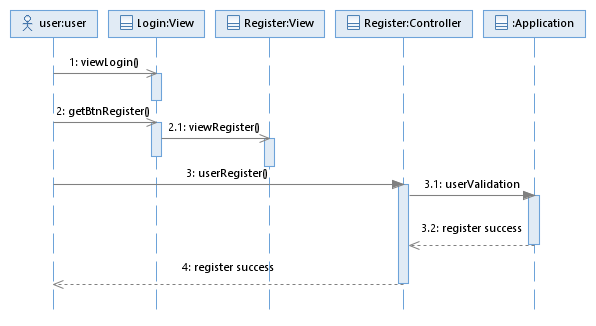 user:user
Login:View
Register:View
Register:Controller
:Application
1: viewLogin()
2: getBtnRegister()
2.1: viewRegister()
3: userRegister()
3.1: userValidation
3.2: register success
4: register success